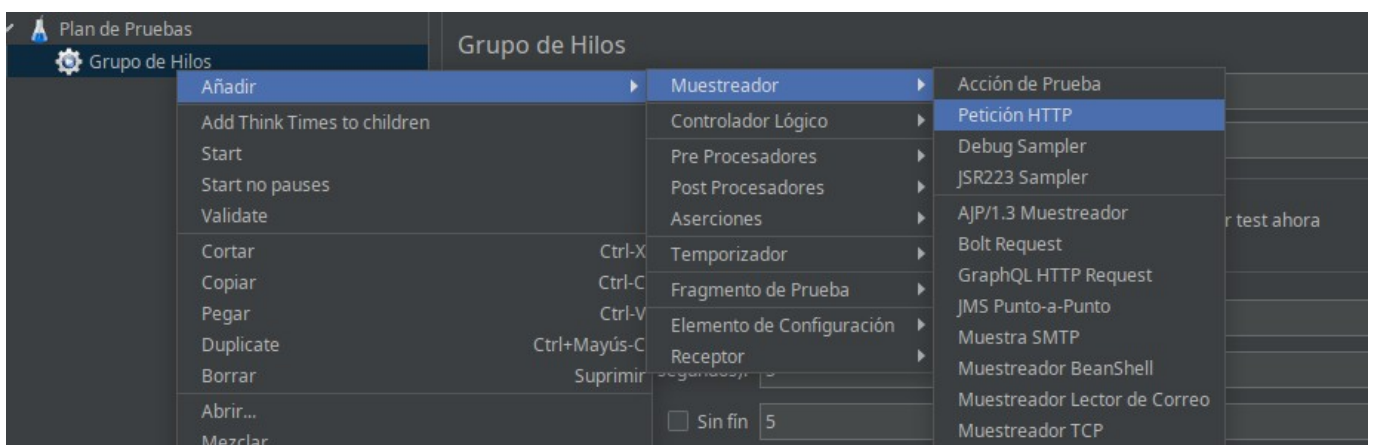 Plan de Pruebas
Grupo de Hilos
Grupo de Hilos
Añadir
Add Think Times to children
Start
Start no pauses
Validate
Cortar Ctrl-X
Copiar Ctrl-C
Pegar Ctrl-V
Duplicate Ctrl+Mayús-C
Borrar Suprimir
Abrir...
Mezclar
Muestreador
Controlador Lógico
Pre Procesadores
Post Procesadores
Aserciones
Temporizador
Fragmento de Prueba
Elemento de Configuración
Receptor
Acción de Prueba
Petición HTTP
Debug Sampler
JSR223 Sampler
AJP/1.3 Muestreador
Bolt Request
GraphQL HTTP Request
JMS Punto-a-Punto
Muestra SMTP
Muestreador BeanShell
Muestreador Lector de Correo
Muestreador TCP
r test ahora
Sin fín 5